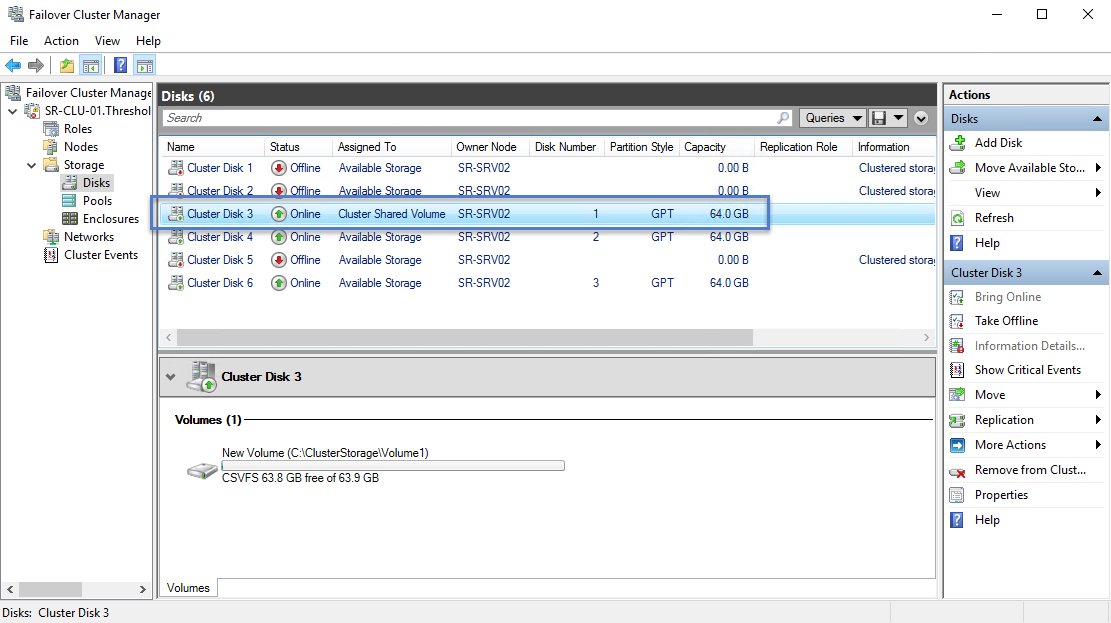 Failover Cluster Manager
File Action View Help
Failover Cluster Manage
SR-CLU-01.Threshol
Roles
Nodes
Storage
Disks
Pools
Enclosures
Networks
Cluster Events
Disks (6)
Search Queries
Name Status Assigned To Owner Node Disk Number Partition Style Capacity Replication Role Information
Cluster Disk 1 Offline Available Storage SR-SRV02 0.00 B Clustered storag
Cluster Disk 2 Offline Available Storage SR-SRV02 0.00 B Clustered storag
Cluster Disk 3 Online Cluster Shared Volume SR-SRV02 1 GPT 64.0 GB
Cluster Disk 4 Online Available Storage SR-SRV02 2 GPT 64.0 GB
Cluster Disk 5 Offline Available Storage SR-SRV02 0.00 B Clustered storag
Cluster Disk 6 Online Available Storage SR-SRV02 3 GPT 64.0 GB
Cluster Disk 3
Volumes (1)
New Volume (C:\ClusterStorage\Volume1)
CSVFS 63.8 GB free of 63.9 GB
Volumes
Actions
Disks
Add Disk
Move Available Sto...
View
Refresh
Help
Cluster Disk 3
Bring Online
Take Offline
Information Details...
Show Critical Events
Move
Replication
More Actions
Remove from Clust...
Properties
Help
Disks: Cluster Disk 3